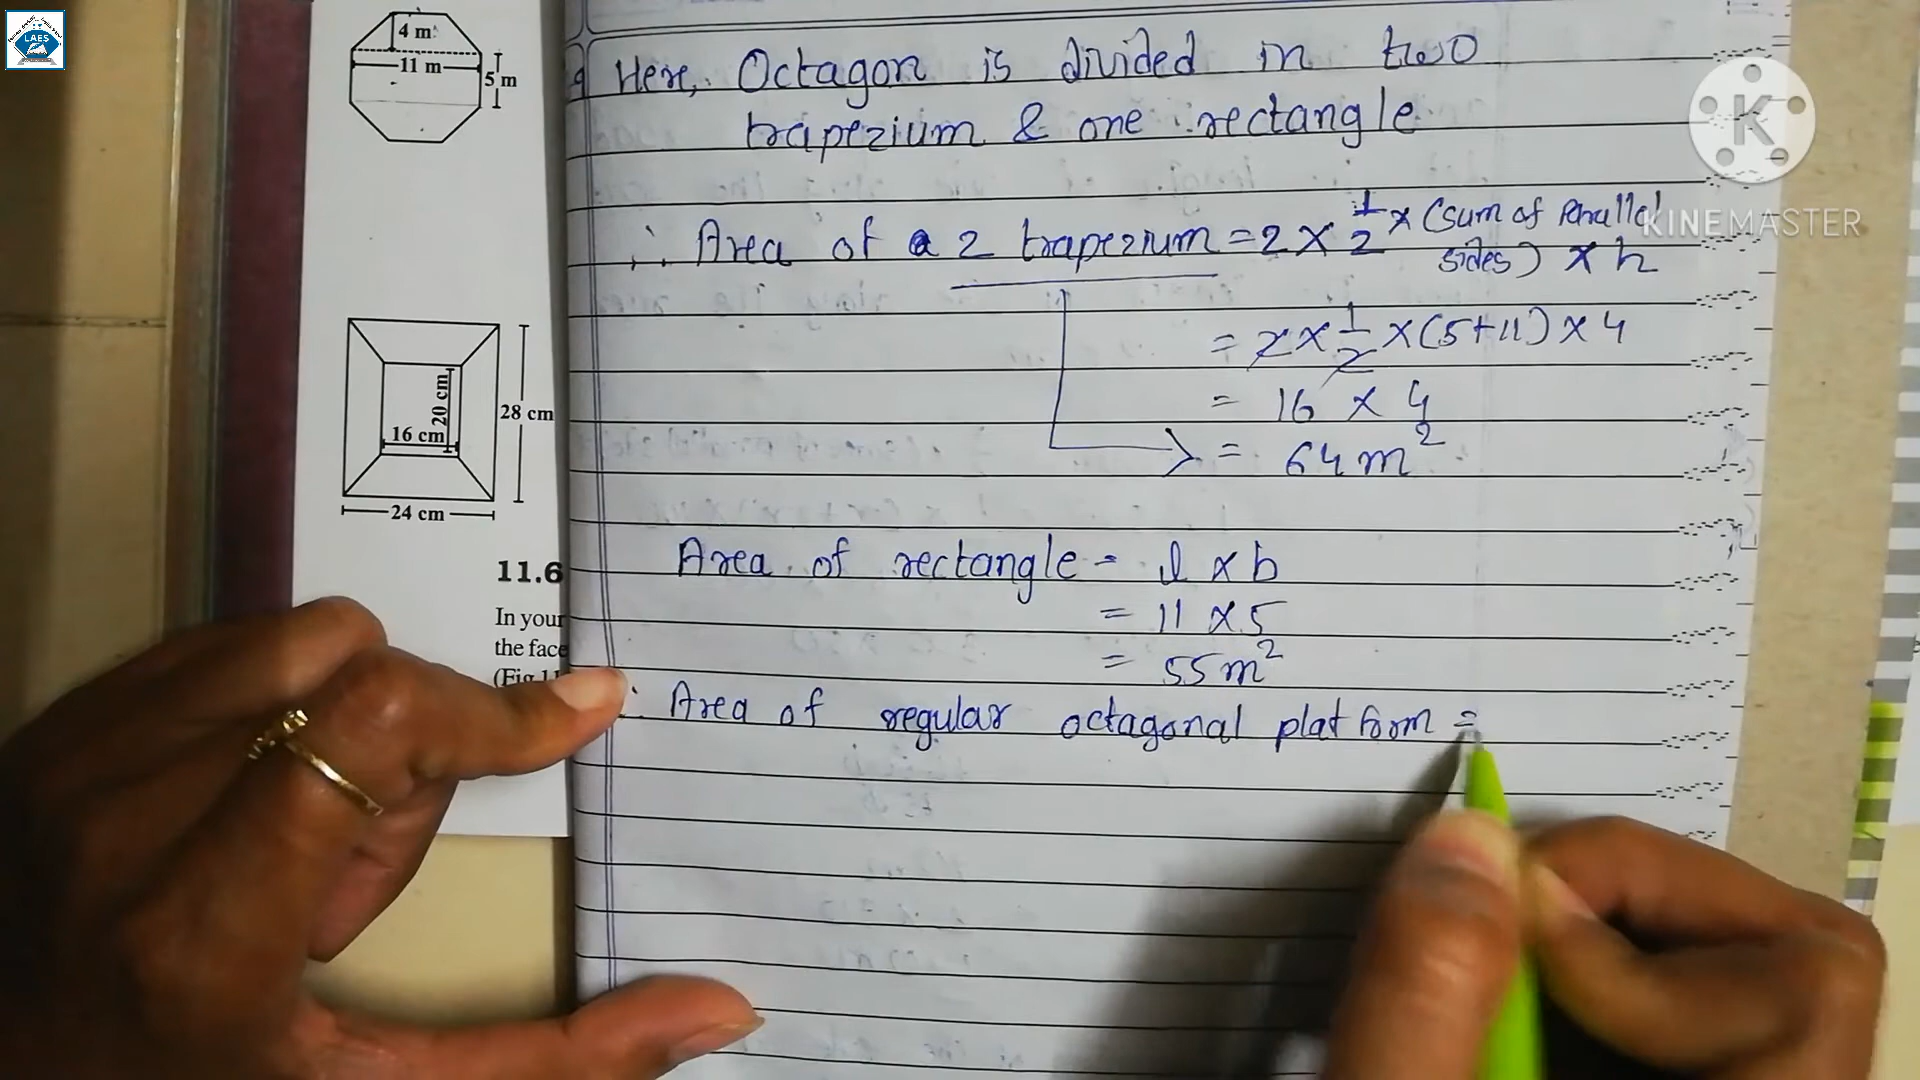 LAES
4 m
11 m
5 m
20 cm
16 cm
28 cm
24 cm
11.6
In your
the face
(Fig 11
Here, Octagon is divided in two
trapezium & one rectangle
∴ Area of 2 trapezium = 2 × 1/2 × (Sum of Parallel
sides) × h
= 2 × 1/2 × (5+11) × 4
= 16 × 4
= 64 m²
Area of rectangle = l × b
= 11 × 5
= 55 m²
∴ Area of regular octagonal platform =
K
KINEMASTER